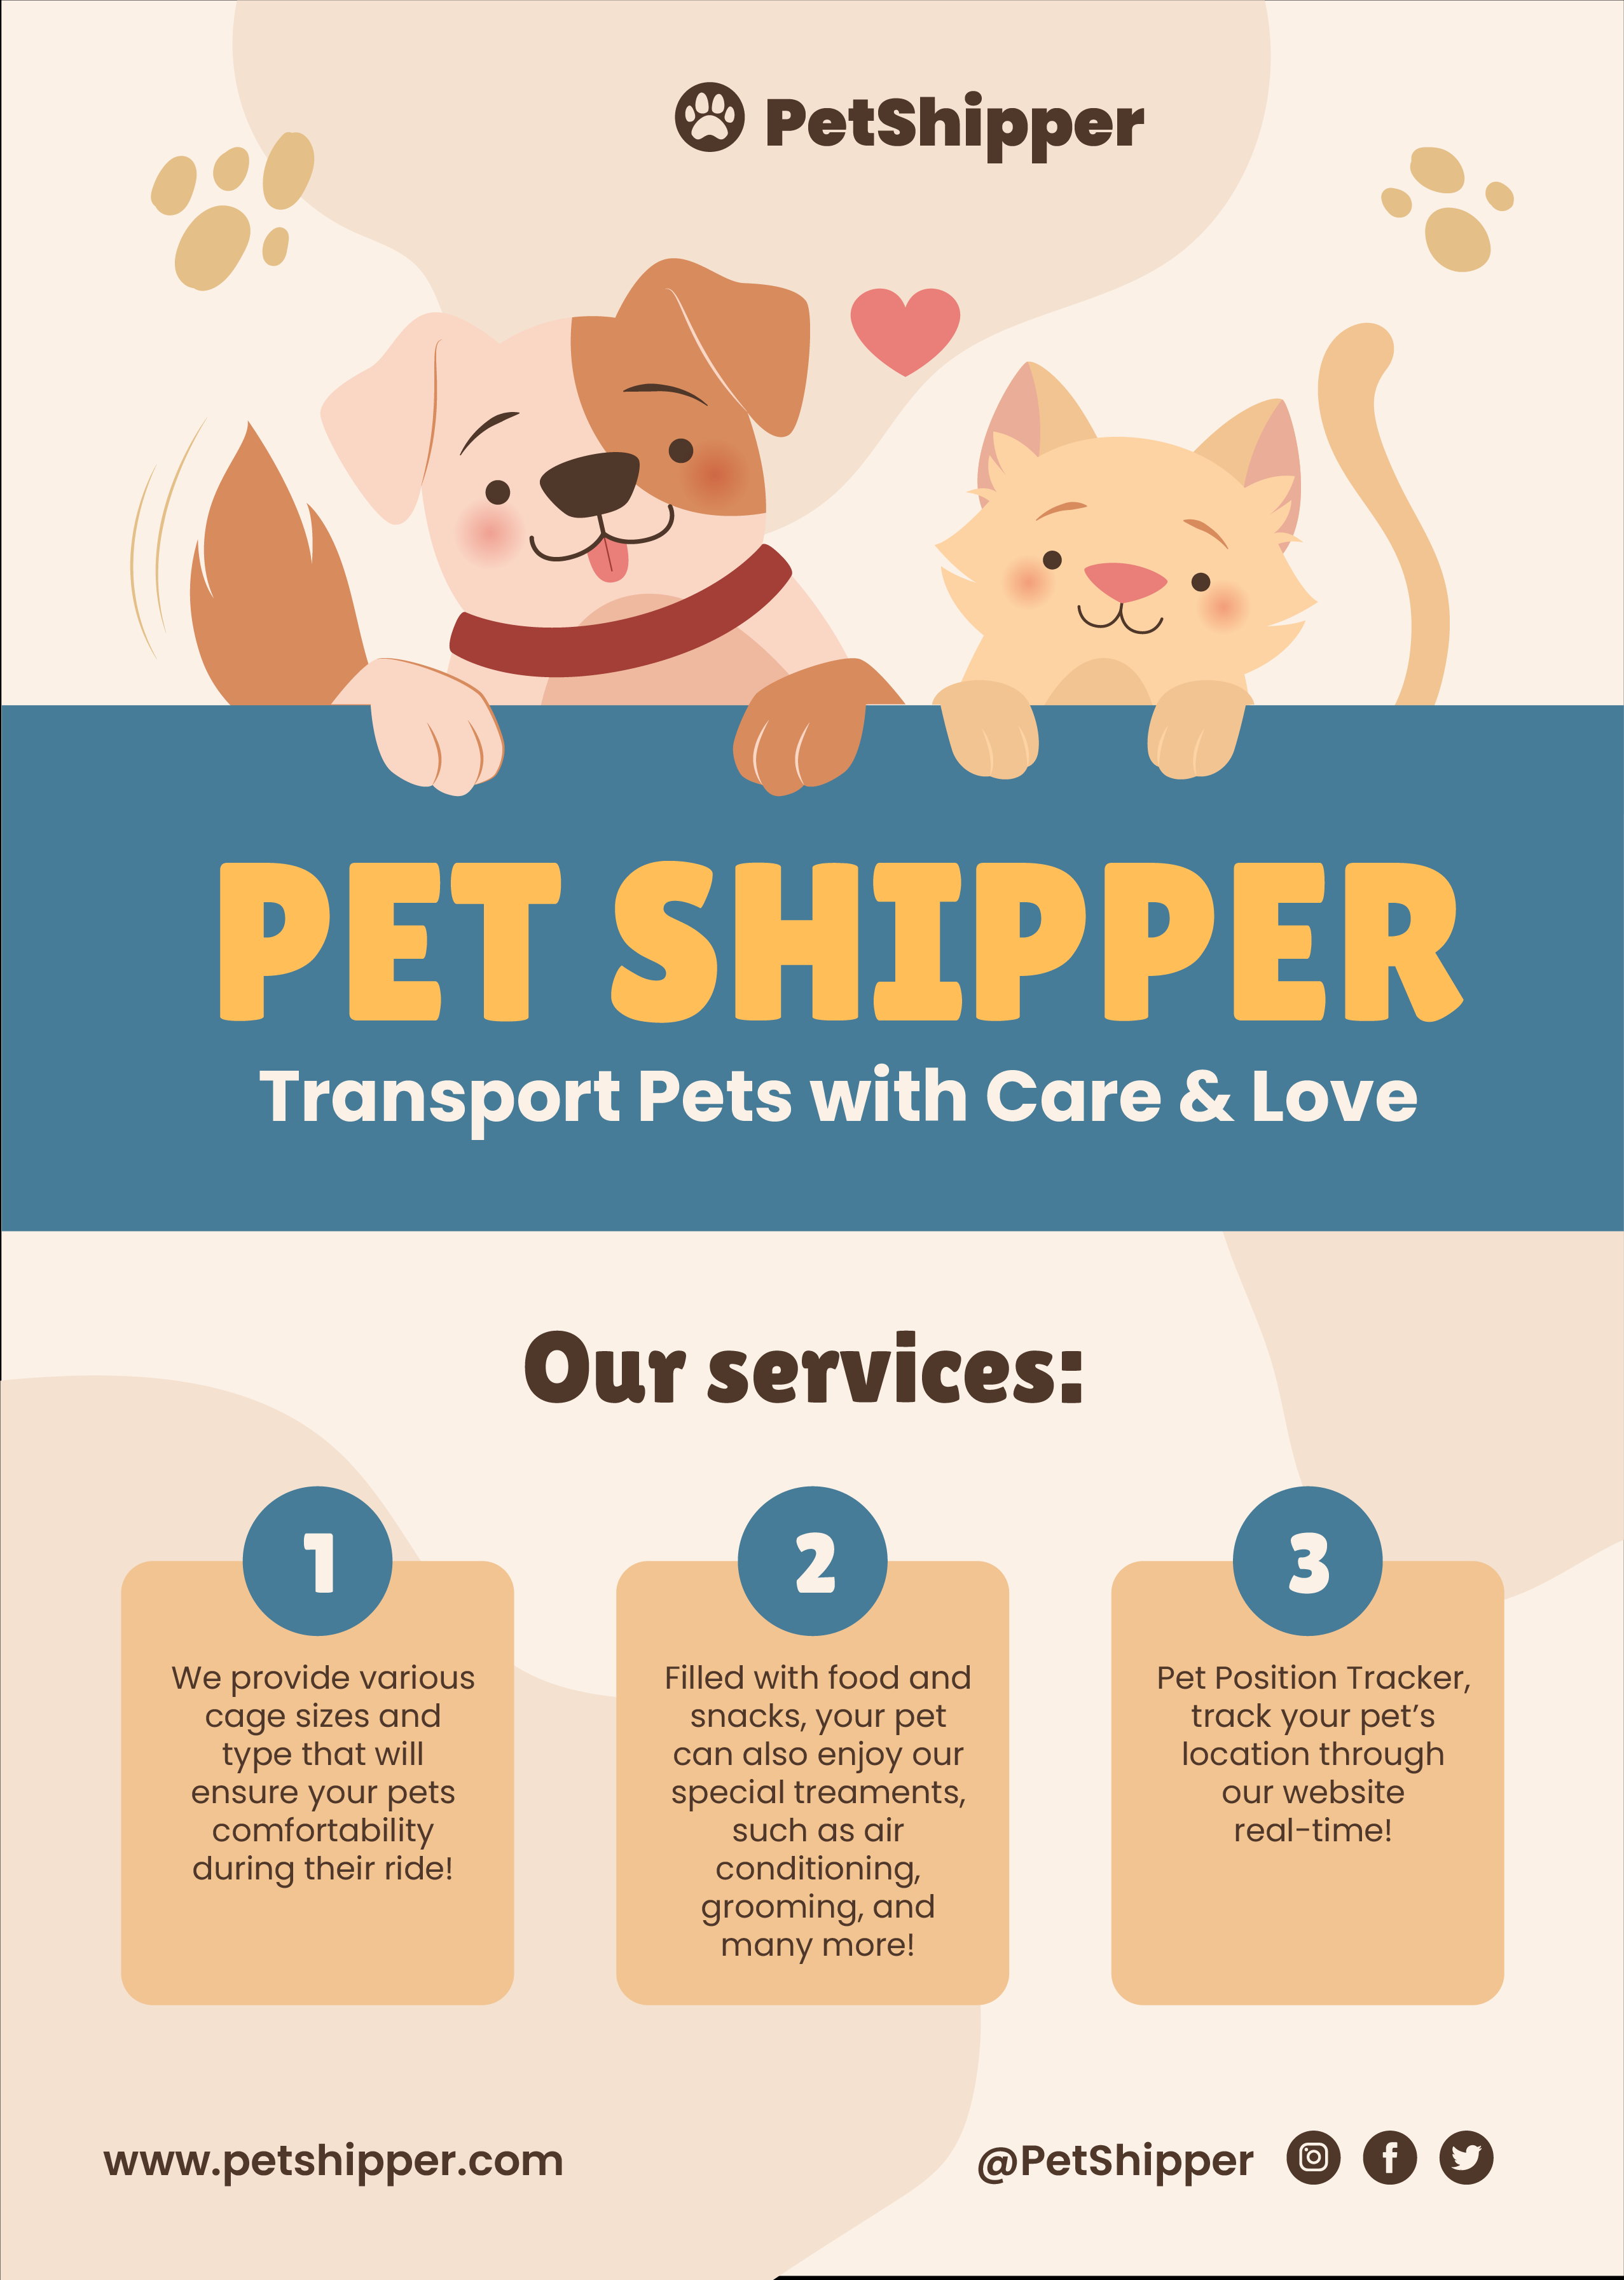 PetShipper
PET SHIPPER
Transport Pets with Care & Love
Our services:
1
We provide various
cage sizes and
type that will
ensure your pets
comfortability
during their ride!
2
Filled with food and
snacks, your pet
can also enjoy our
special treaments,
such as air
conditioning,
grooming, and
many more!
3
Pet Position Tracker,
track your pet’s
location through
our website
real-time!
www.petshipper.com
@PetShipper